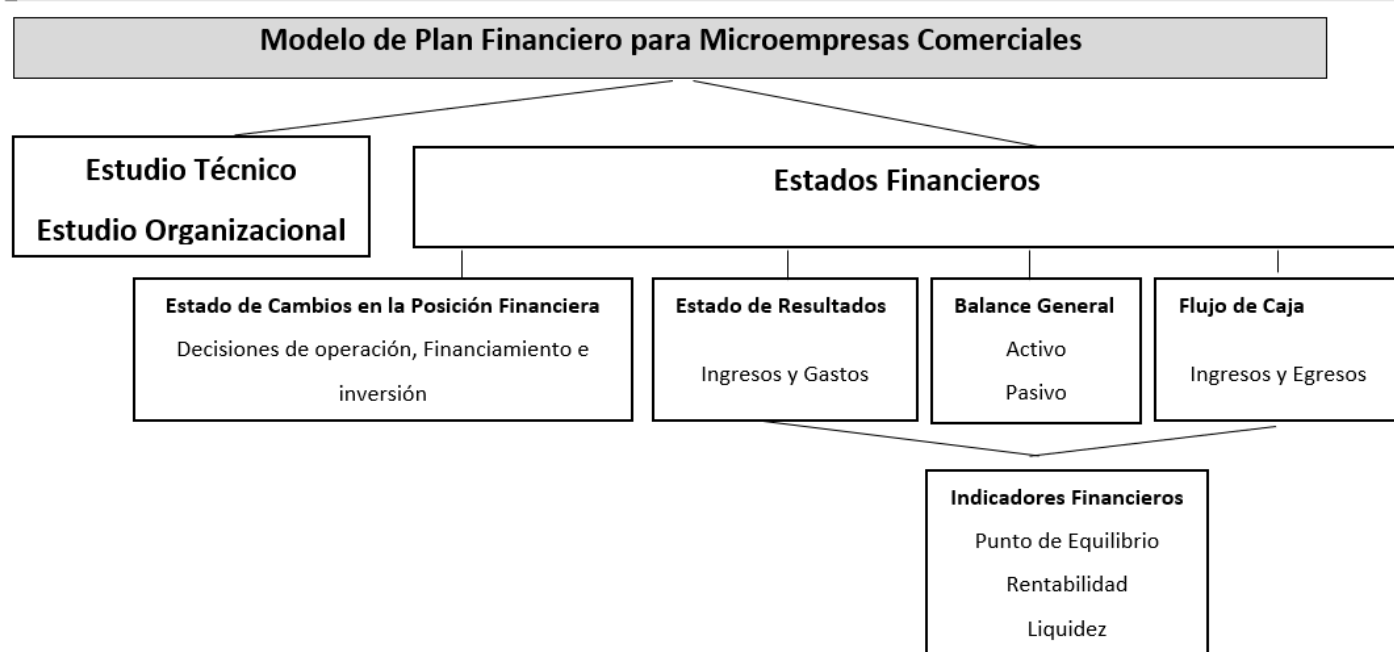 Modelo de Plan Financiero para Microempresas Comerciales
Estudio Técnico
Estudio Organizacional
Estados Financieros
Estado de Cambios en la Posición Financiera
Decisiones de operación, Financiamiento e
inversión
Estado de Resultados
Ingresos y Gastos
Balance General
Activo
Pasivo
Flujo de Caja
Ingresos y Egresos
Indicadores Financieros
Punto de Equilibrio
Rentabilidad
Liquidez